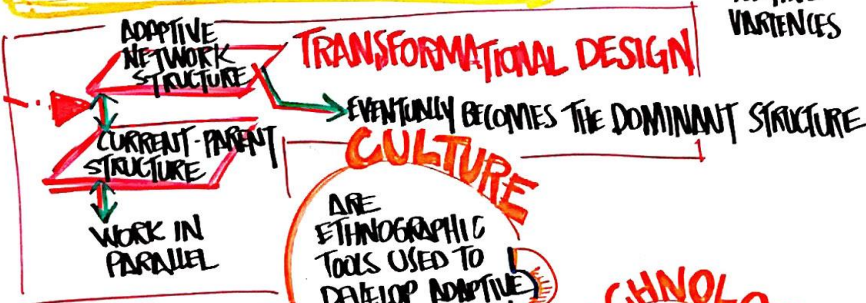 VARIENCES
ADAPTIVE
NETWORK
STRUCTURE
TRANSFORMATIONAL DESIGN
EVENTUALLY BECOMES THE DOMINANT STRUCTURE
CURRENT-PARENT
STRUCTURE
WORK IN
PARALLEL
CULTURE
ARE
ETHNOGRAPHIC
TOOLS USED TO
DEVELOP ADAPTIVE
CHNOLO